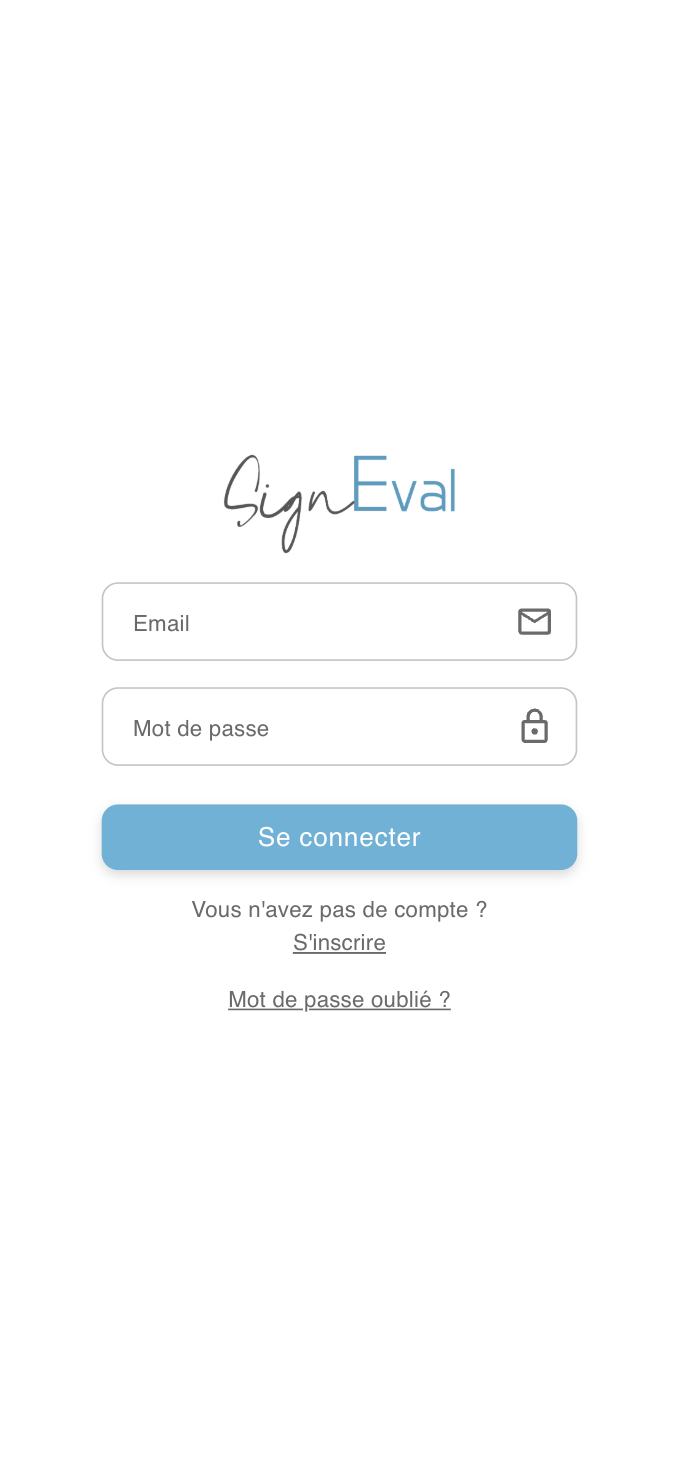 SignEval
Email
Mot de passe
Se connecter
Vous n'avez pas de compte ?
S'inscrire
Mot de passe oublié ?